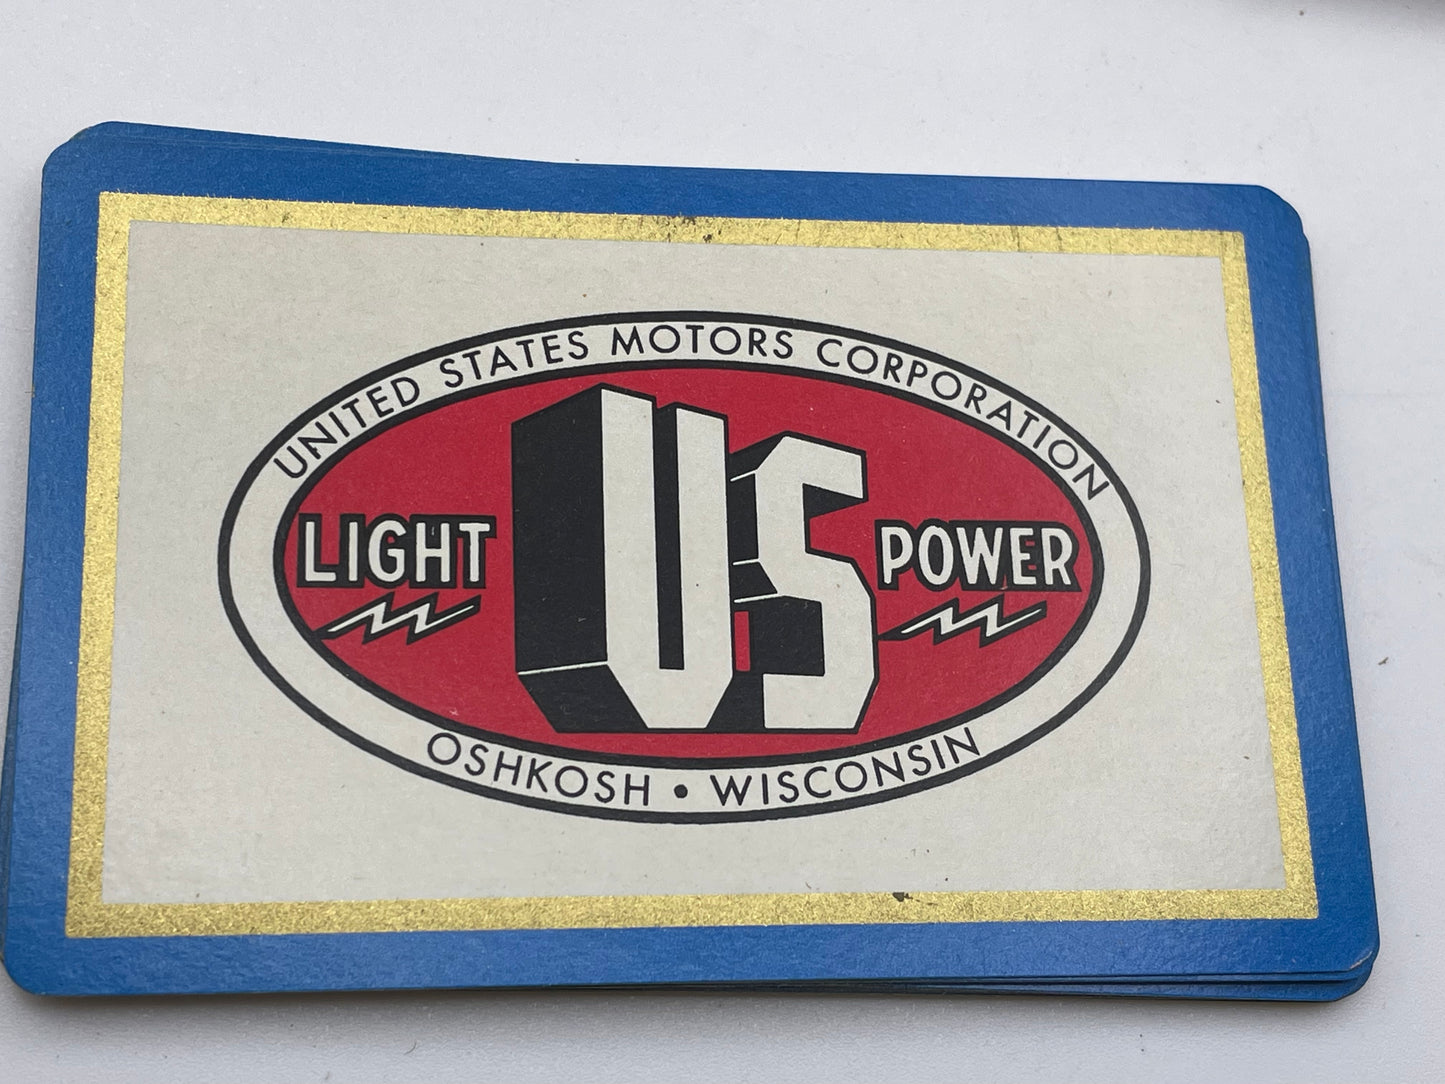 UNITED STATES MOTORS CORPORATION
LIGHT US POWER
OSHKOSH • WISCONSIN